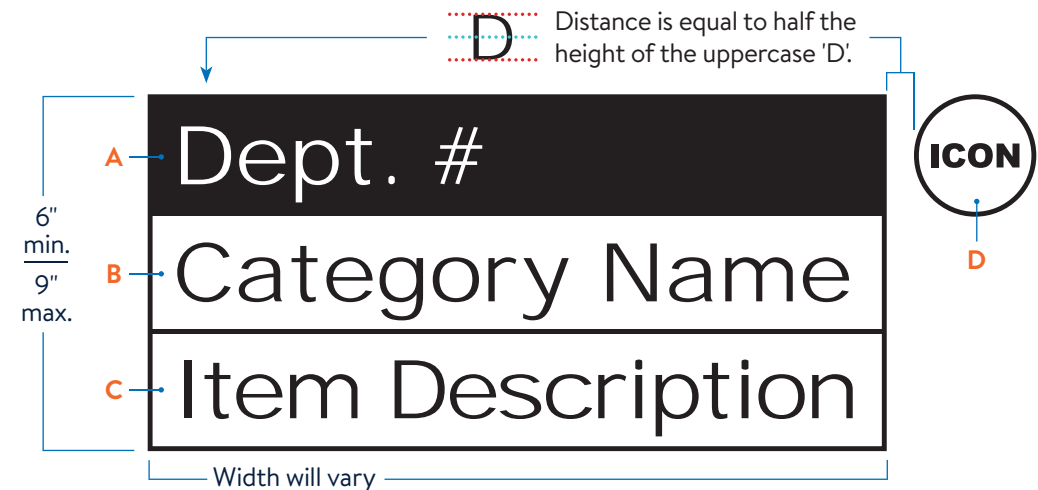 D
Distance is equal to half the
height of the uppercase 'D'.
A
Dept. #
ICON
6"
min.
9"
max.
B
Category Name
D
C
Item Description
Width will vary